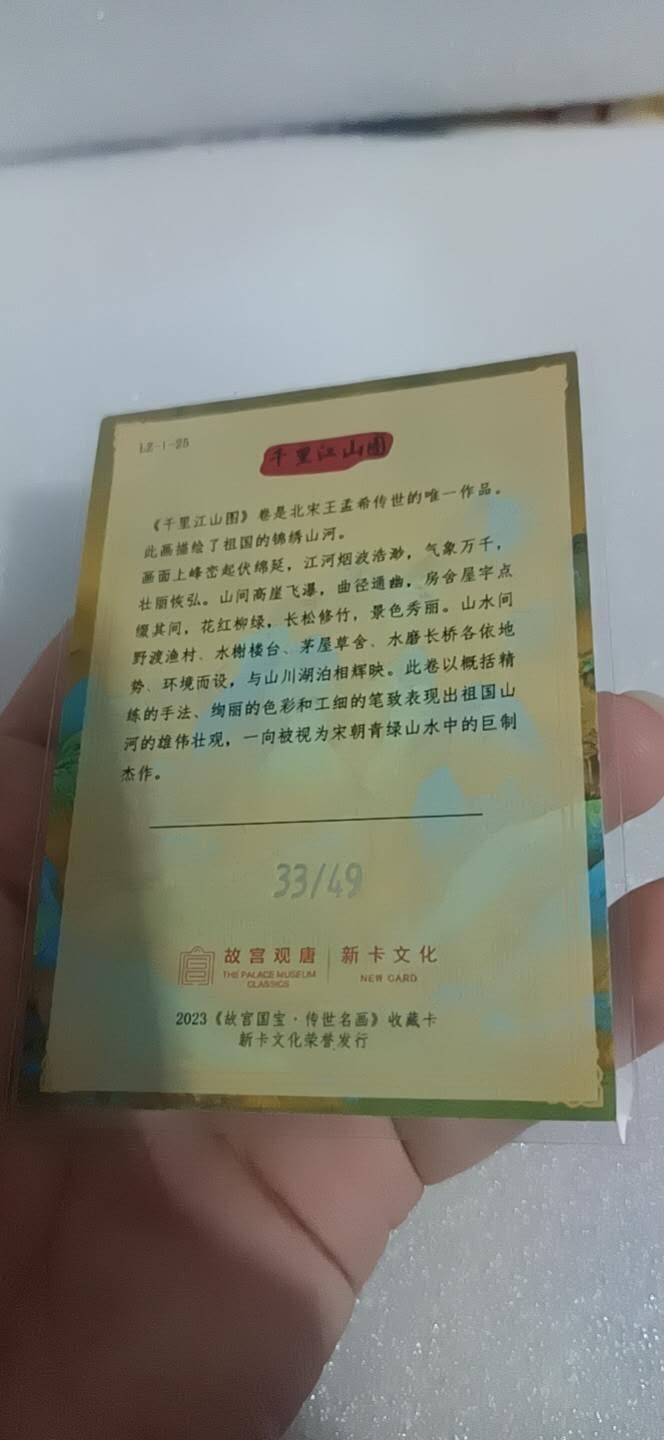 LZ-1-25
千里江山圖
《千里江山图》卷是北宋王孟希传世的唯一作品。
此画描绘了祖国的锦绣山河。
画面上峰峦起伏绵延，江河烟波浩渺，气象万千，
壮丽恢弘。山间高崖飞瀑，曲径通幽，房舍屋宇点
缀其间，花红柳绿，长松修竹，景色秀丽。山水间
野渡渔村、水榭楼台、茅屋草舍、水磨长桥各依地
势、环境而设，与山川湖泊相辉映。此卷以概括精
练的手法、绚丽的色彩和工细的笔致表现出祖国山
河的雄伟壮观，一向被视为宋朝青绿山水中的巨制
杰作。
33/49
故宫观唐 新卡文化
THE PALACE MUSEUM CLASSICS NEW CARD
2023《故宫国宝·传世名画》收藏卡
新卡文化荣誉发行